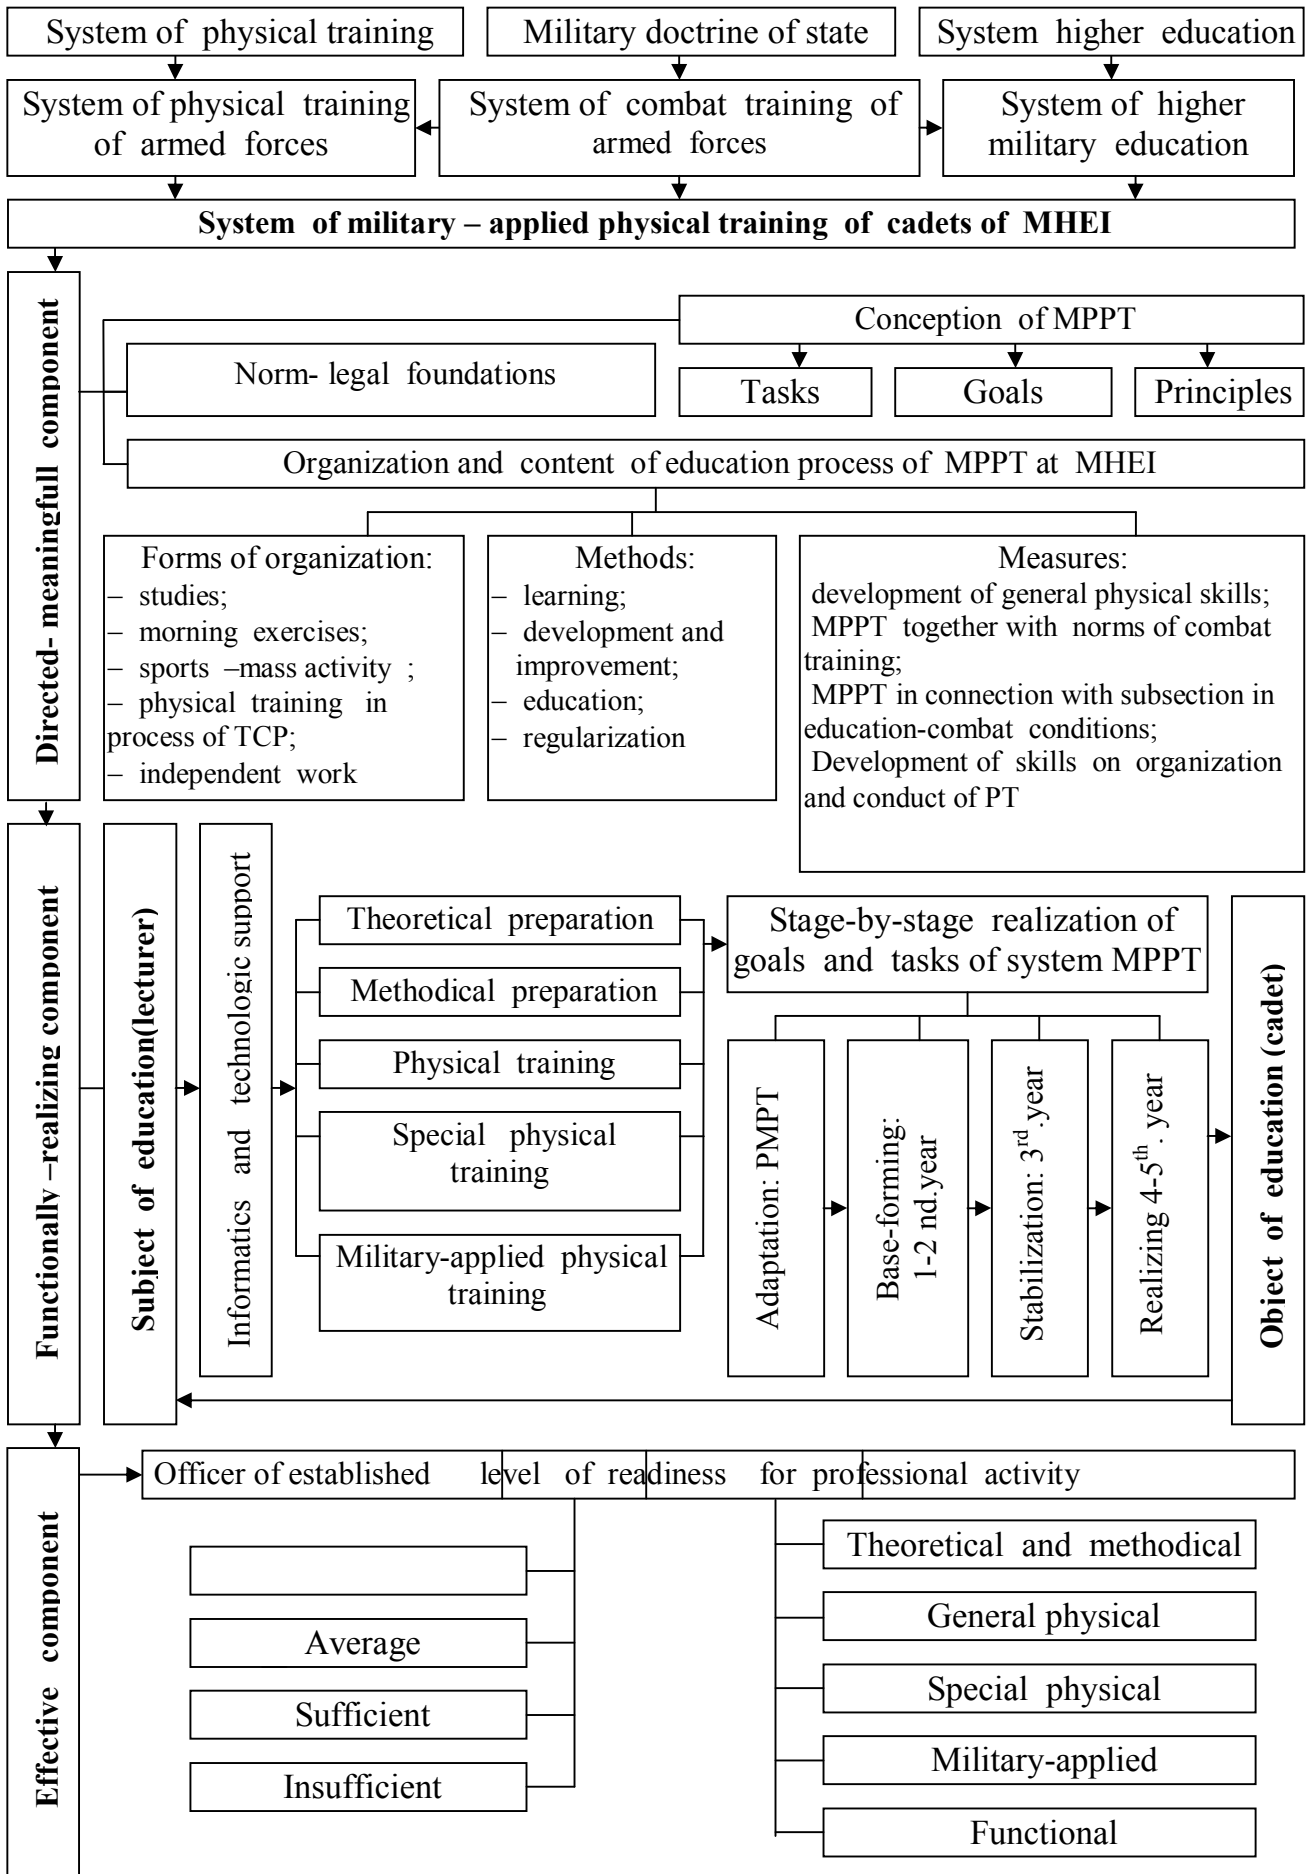 System of physical training
Military doctrine of state
System higher education
System of physical training
of armed forces
System of combat training of
armed forces
System of higher
military education
System of military – applied physical training of cadets of MHEI
Directed- meaningfull component
Conception of MPPT
Norm- legal foundations
Tasks
Goals
Principles
Organization and content of education process of MPPT at MHEI
Forms of organization:
– studies;
– morning exercises;
– sports –mass activity ;
– physical training in
process of TCP;
– independent work
Methods:
– learning;
– development and
improvement;
– education;
– regularization
Measures:
development of general physical skills;
MPPT together with norms of combat
training;
MPPT in connection with subsection in
education-combat conditions;
Development of skills on organization
and conduct of PT
Functionally –realizing component
Subject of education(lecturer)
Informatics and technologic support
Theoretical preparation
Methodical preparation
Physical training
Special physical
training
Military-applied physical
training
Stage-by-stage realization of
goals and tasks of system MPPT
Adaptation: PMPT
Base-forming:
1-2 nd.year
Stabilization: 3rd .year
Realizing 4-5th . year
Object of education (cadet)
Effective component
Officer of established level of readiness for professional activity
Average
Sufficient
Insufficient
Theoretical and methodical
General physical
Special physical
Military-applied
Functional